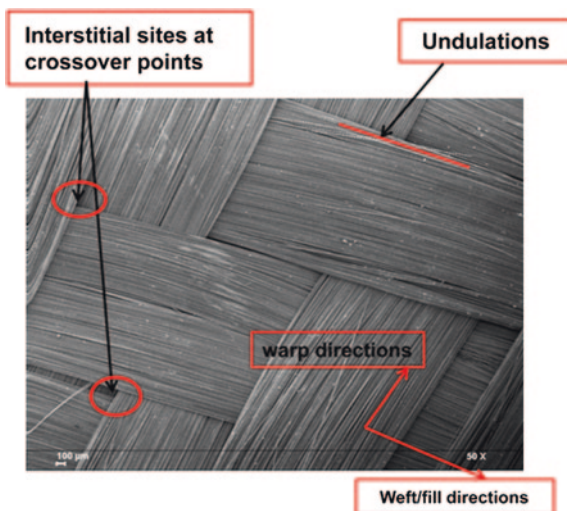 Interstitial sites at
crossover points
Undulations
warp directions
100 µm
50 X
Weft/fill directions